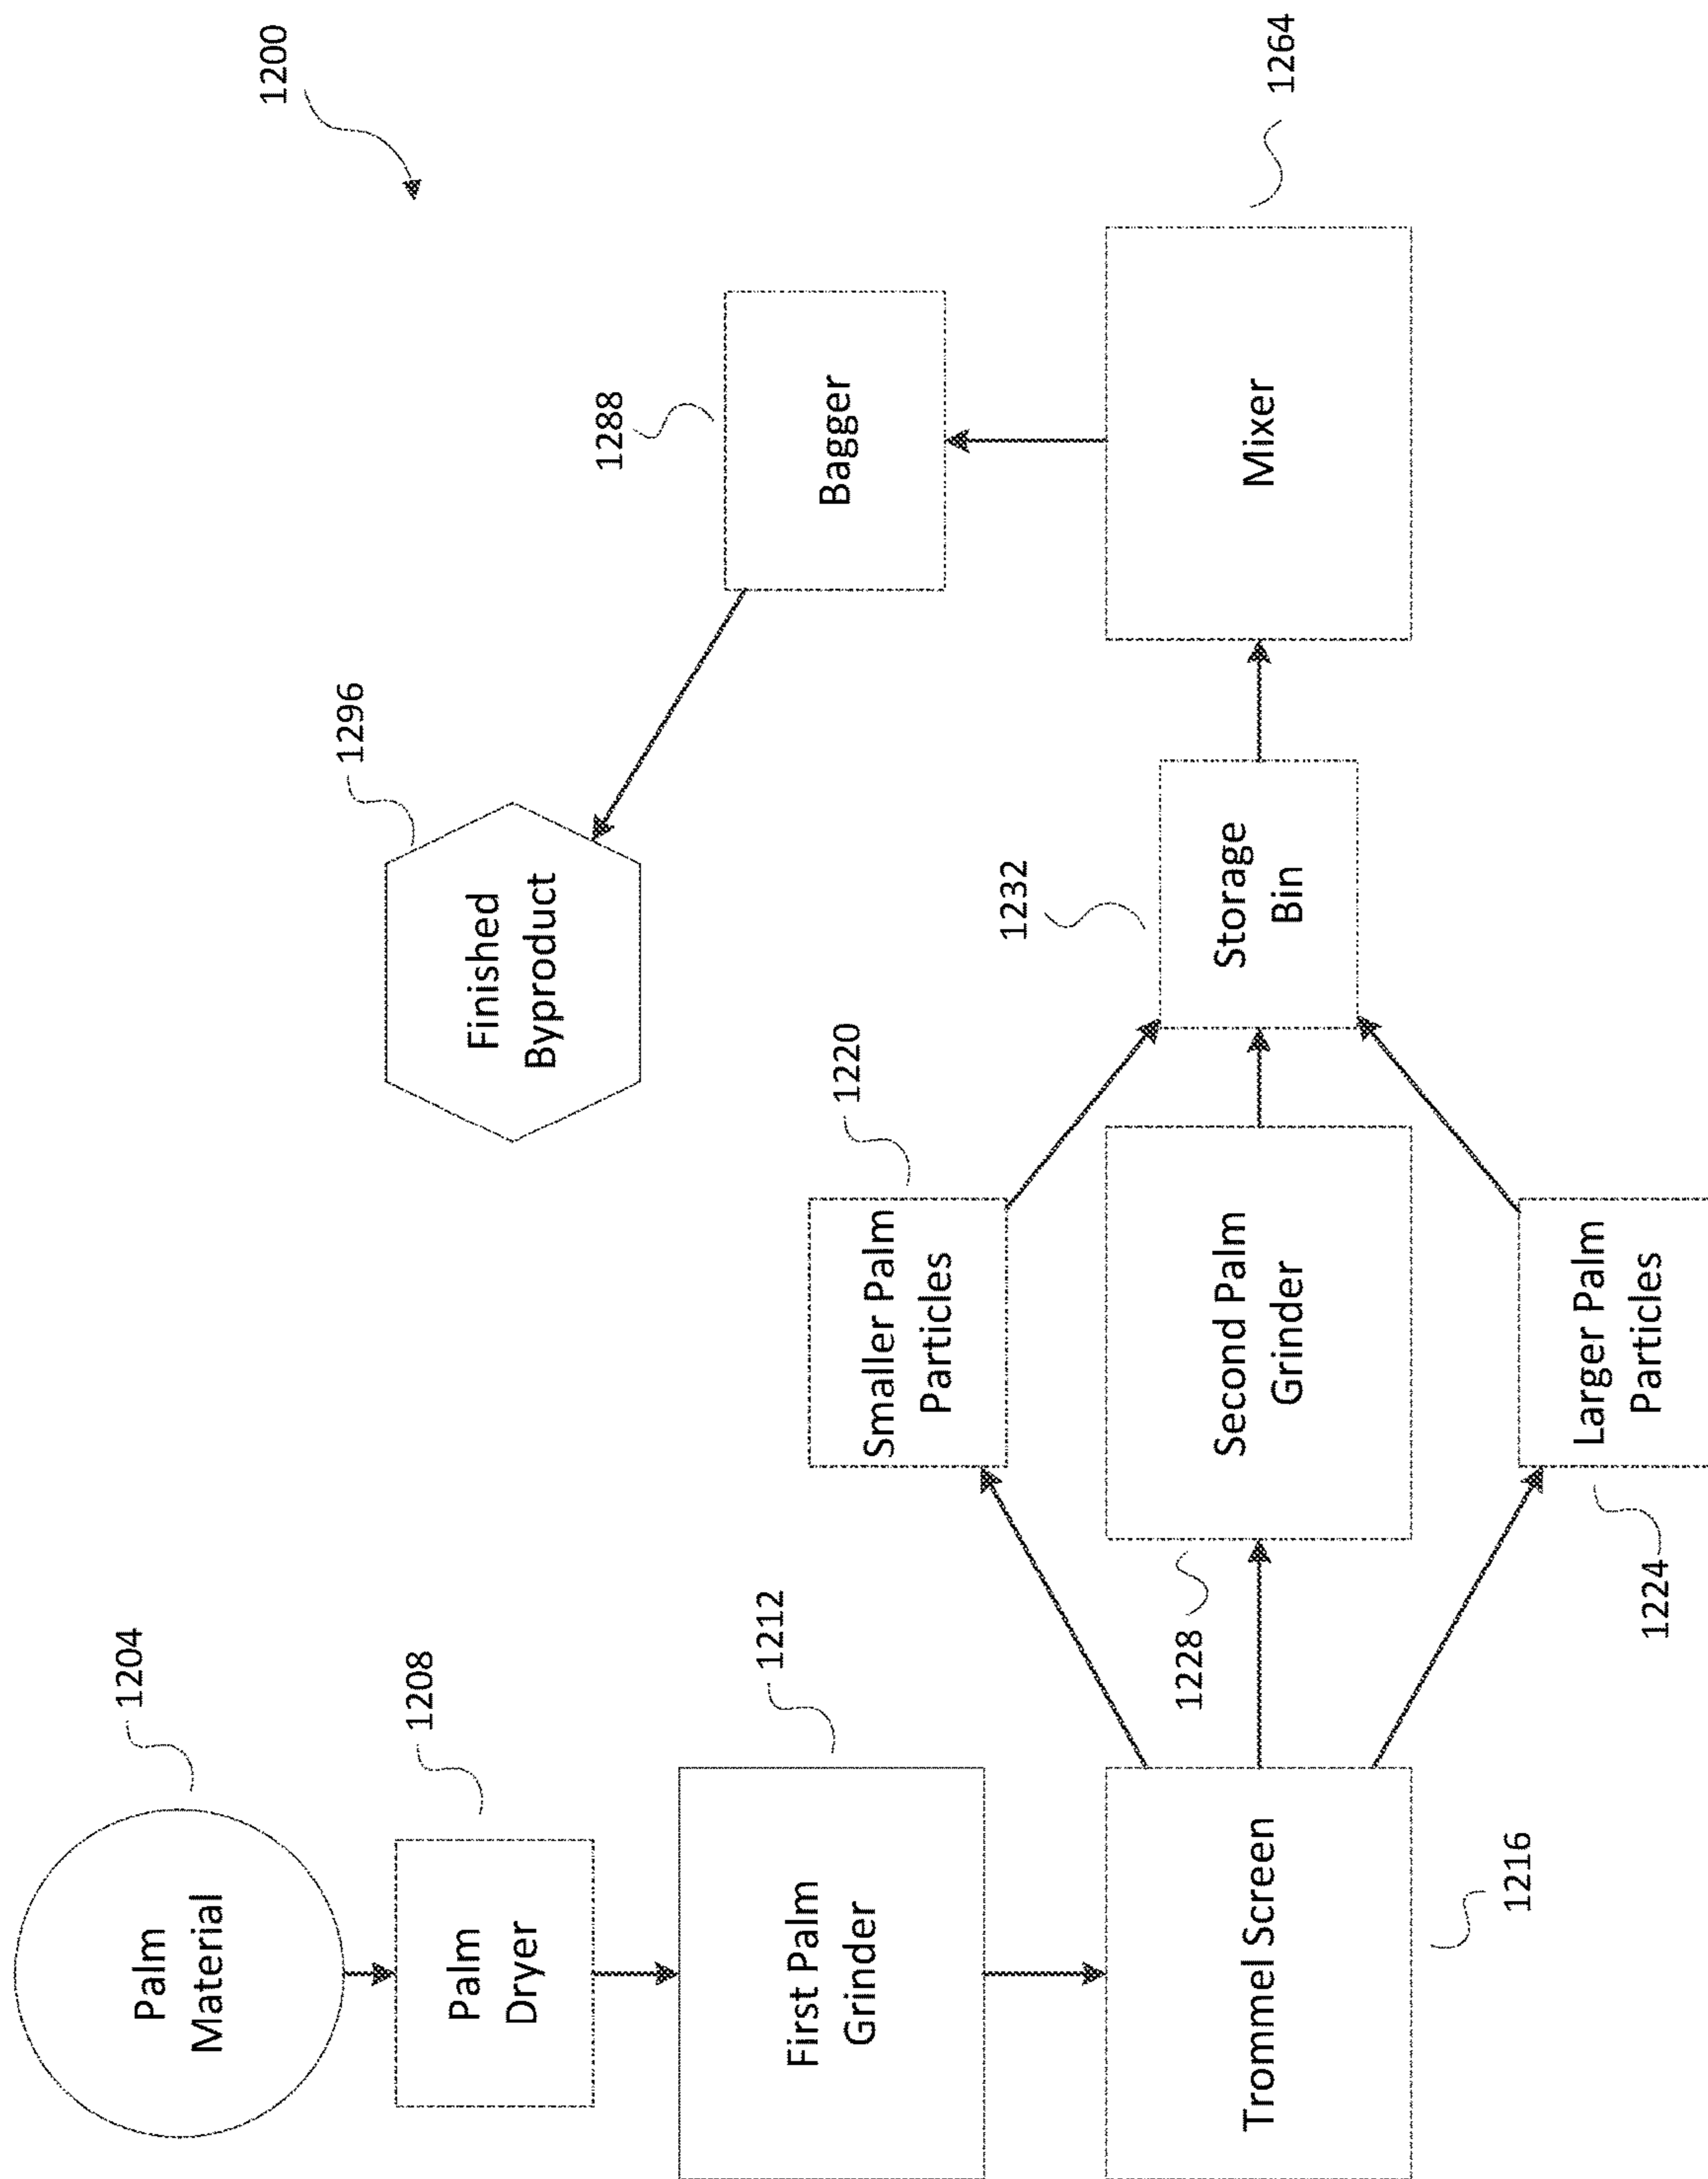 1200
1204
Palm
Material
1208
Palm
Dryer
1212
First Palm
Grinder
Trommel Screen
1216
1220
Smaller Palm
Particles
1228
Second Palm
Grinder
1224
Larger Palm
Particles
1232
Storage
Bin
Mixer
1264
1288
Bagger
1296
Finished
Byproduct